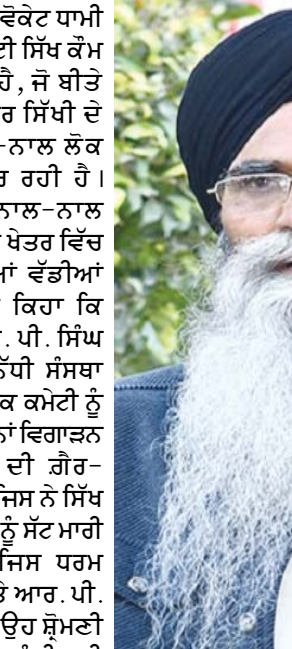 ਵੋਕੇਟ ਧਾਮੀ
ਟੀ ਸਿੱਖ ਕੌਮ
ਹੈ, ਜੋ ਬੀਤੇ
ਰ ਸਿੱਖੀ ਦੇ
-ਨਾਲ ਲੋਕ
ਰ ਰਹੀ ਹੈ।
ਨਾਲ-ਨਾਲ
ਖੇਤਰ ਵਿੱਚ
ਆਂ ਵੱਡੀਆਂ
ਕਿਹਾ ਕਿ
. ਪੀ. ਸਿੰਘ
ੱਧੀ ਸੰਸਥਾ
ਕ ਕਮੇਟੀ ਨੂੰ
ਨਾਂ ਵਿਗਾੜਨ
ਦੀ ਗ਼ੈਰ-
ਜਿਸ ਨੇ ਸਿੱਖ
ਨੂੰ ਸੱਟ ਮਾਰੀ
ਜਿਸ ਧਰਮ
ਤੇ ਆਰ. ਪੀ.
ਉਹ ਸ਼੍ਰੋਮਣੀ